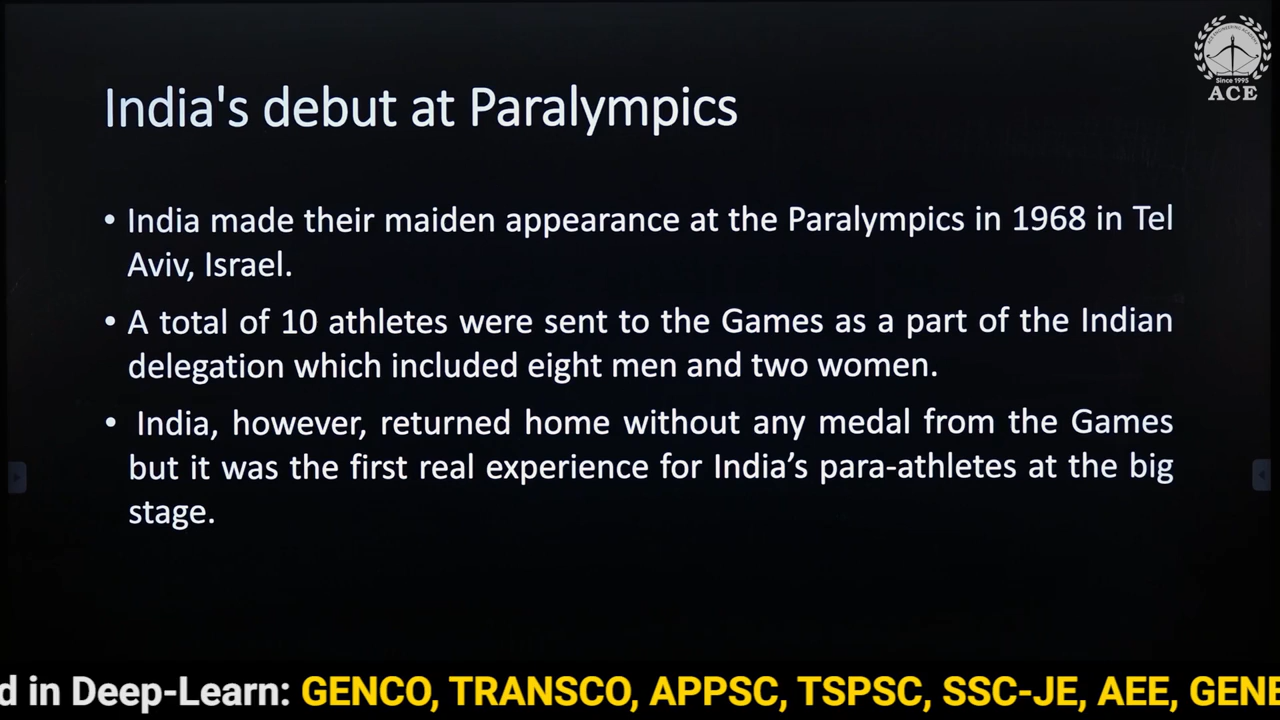 Since 1995
ACE
India's debut at Paralympics
• India made their maiden appearance at the Paralympics in 1968 in Tel
Aviv, Israel.
• A total of 10 athletes were sent to the Games as a part of the Indian
delegation which included eight men and two women.
• India, however, returned home without any medal from the Games
but it was the first real experience for India’s para-athletes at the big
stage.
d in Deep-Learn: GENCO, TRANSCO, APPSC, TSPSC, SSC-JE, AEE, GENE